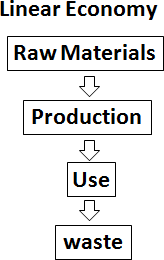 Linear Economy
Raw Materials
Production
Use
waste